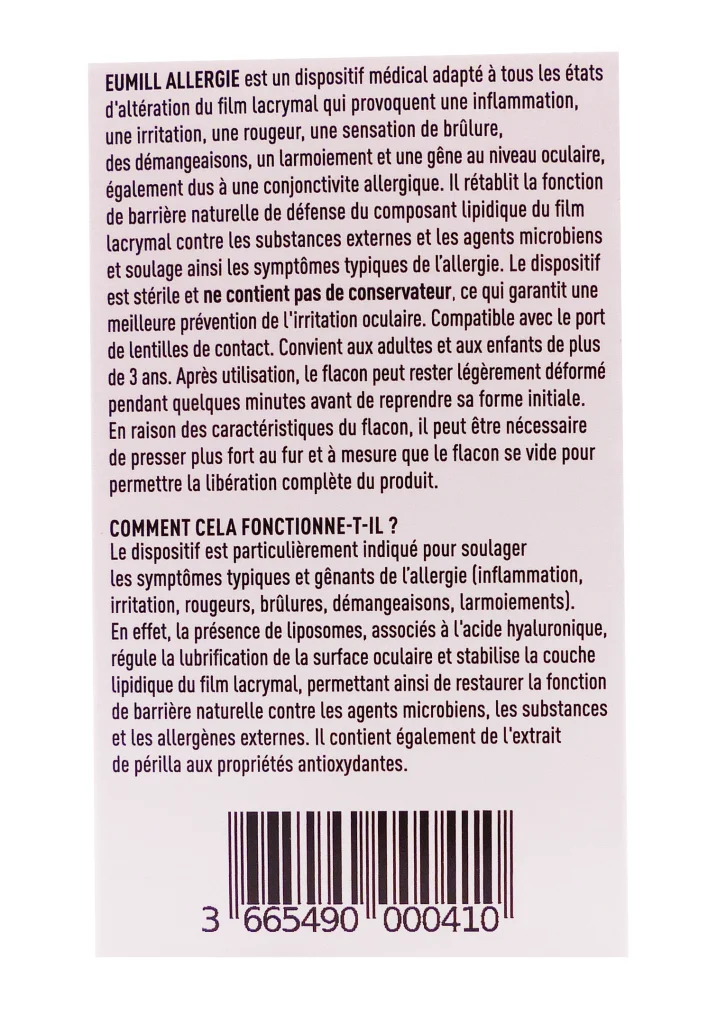 EUMILL ALLERGIE est un dispositif médical adapté à tous les états
d'altération du film lacrymal qui provoquent une inflammation,
une irritation, une rougeur, une sensation de brûlure,
des démangeaisons, un larmoiement et une gêne au niveau oculaire,
également dus à une conjonctivite allergique. Il rétablit la fonction
de barrière naturelle de défense du composant lipidique du film
lacrymal contre les substances externes et les agents microbiens
et soulage ainsi les symptômes typiques de l'allergie. Le dispositif
est stérile et ne contient pas de conservateur, ce qui garantit une
meilleure prévention de l'irritation oculaire. Compatible avec le port
de lentilles de contact. Convient aux adultes et aux enfants de plus
de 3 ans. Après utilisation, le flacon peut rester légèrement déformé
pendant quelques minutes avant de reprendre sa forme initiale.
En raison des caractéristiques du flacon, il peut être nécessaire
de presser plus fort au fur et à mesure que le flacon se vide pour
permettre la libération complète du produit.
COMMENT CELA FONCTIONNE-T-IL ?
Le dispositif est particulièrement indiqué pour soulager
les symptômes typiques et gênants de l'allergie (inflammation,
irritation, rougeurs, brûlures, démangeaisons, larmoiements).
En effet, la présence de liposomes, associés à l'acide hyaluronique,
régule la lubrification de la surface oculaire et stabilise la couche
lipidique du film lacrymal, permettant ainsi de restaurer la fonction
de barrière naturelle contre les agents microbiens, les substances
et les allergènes externes. Il contient également de l'extrait
de périlla aux propriétés antioxydantes.
3 665490 000410